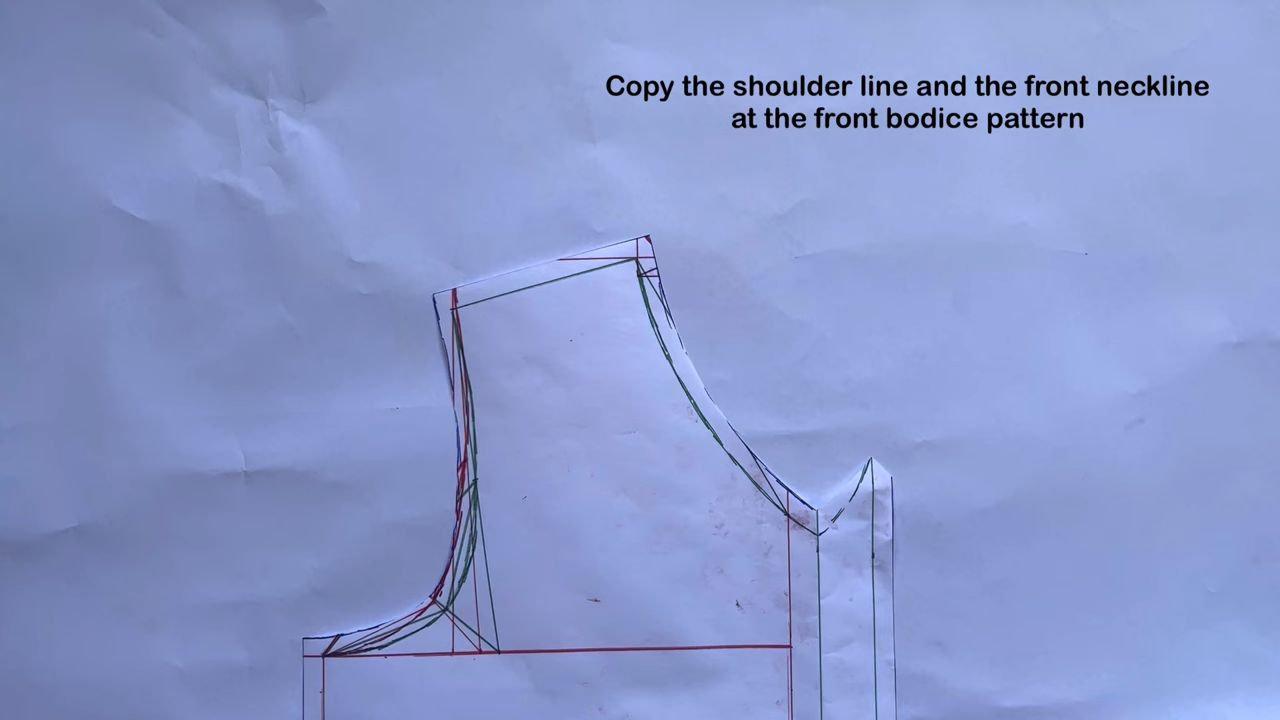 Copy the shoulder line and the front neckline
at the front bodice pattern